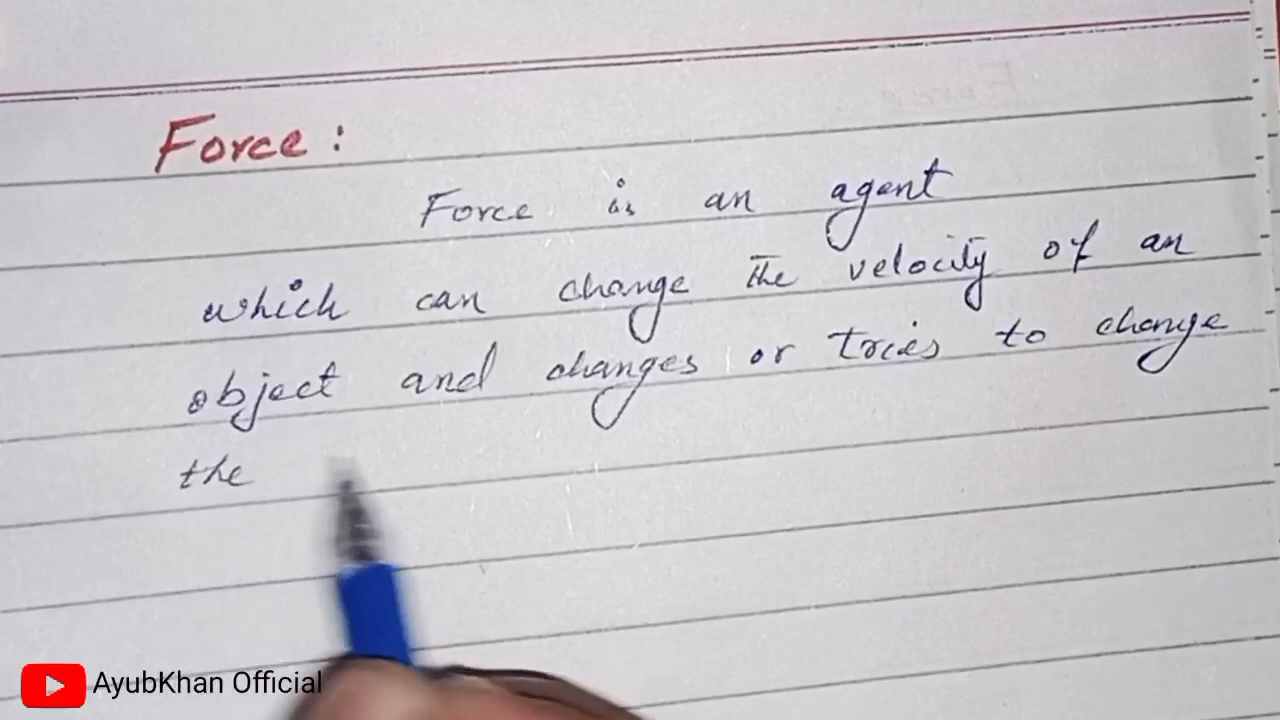 Force :
Force is an agent
which can change the velocity of an
object and changes or tries to change
the
AyubKhan Official